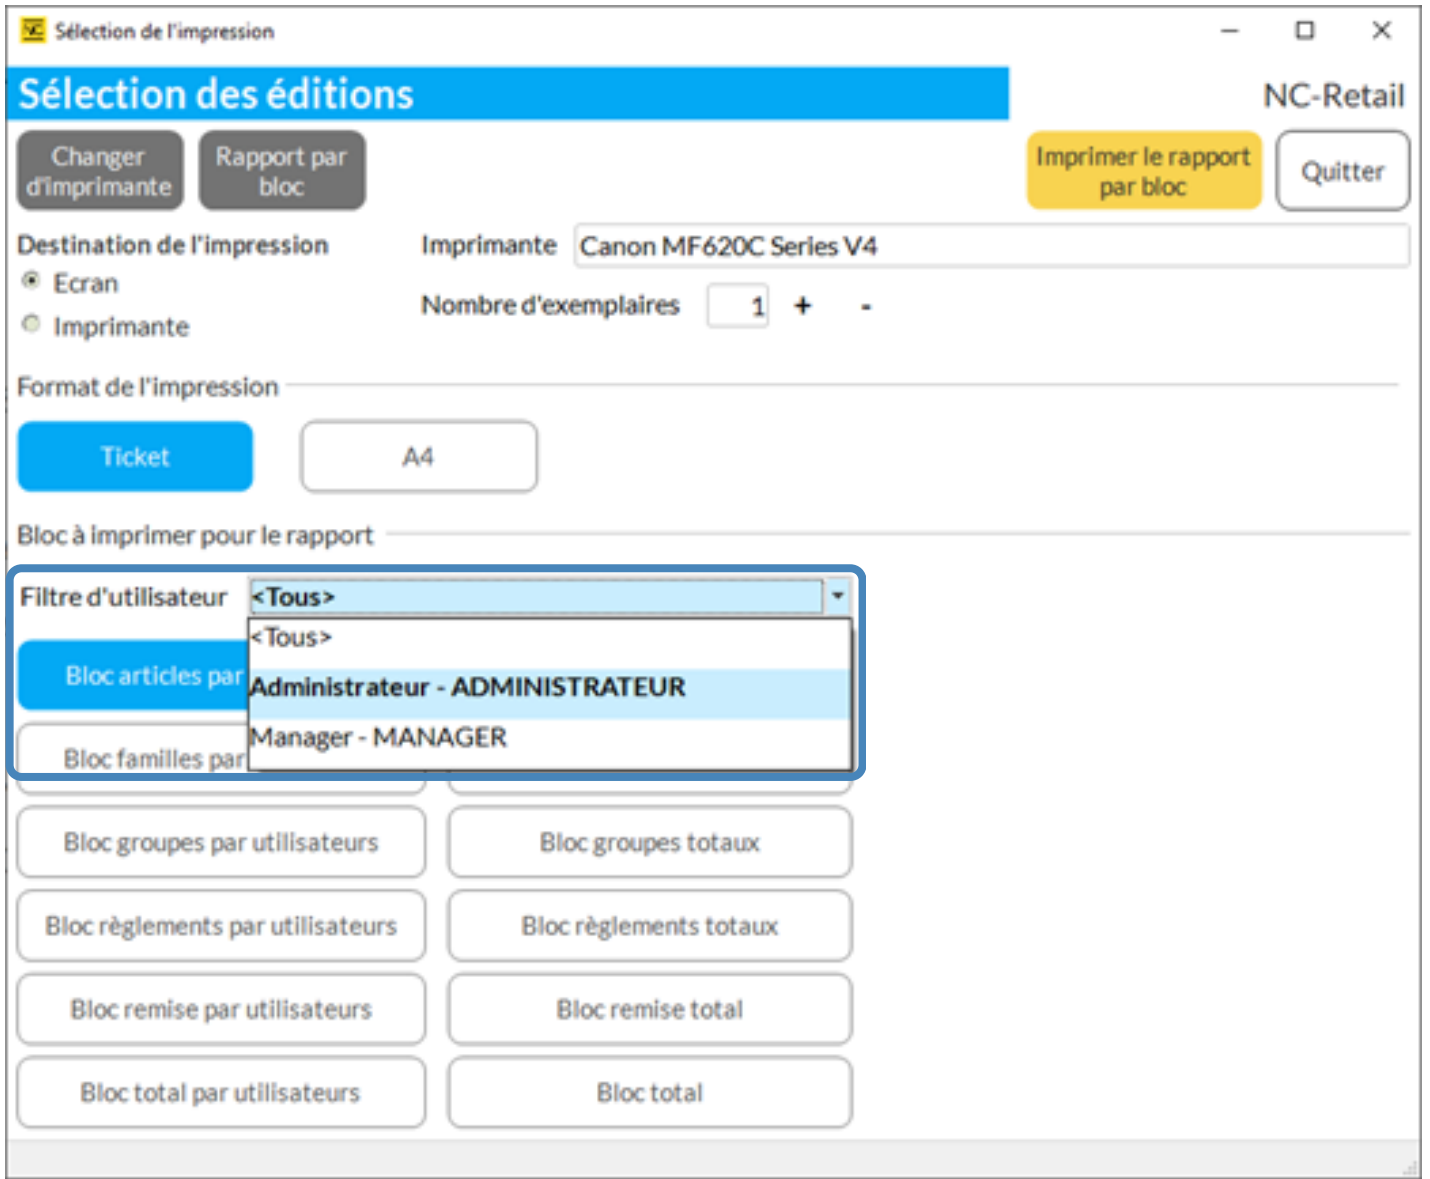 Sélection de l'impression
Sélection des éditions
NC-Retail
Changer
d'imprimante
Rapport par
bloc
Imprimer le rapport
par bloc
Quitter
Destination de l'impression
Imprimante Canon MF620C Series V4
Ecran
Nombre d'exemplaires 1 + -
Imprimante
Format de l'impression
Ticket
A4
Bloc à imprimer pour le rapport
Filtre d'utilisateur <Tous>
<Tous>
Bloc articles par
Administrateur - ADMINISTRATEUR
Manager - MANAGER
Bloc familles par
Bloc groupes par utilisateurs
Bloc groupes totaux
Bloc règlements par utilisateurs
Bloc règlements totaux
Bloc remise par utilisateurs
Bloc remise total
Bloc total par utilisateurs
Bloc total